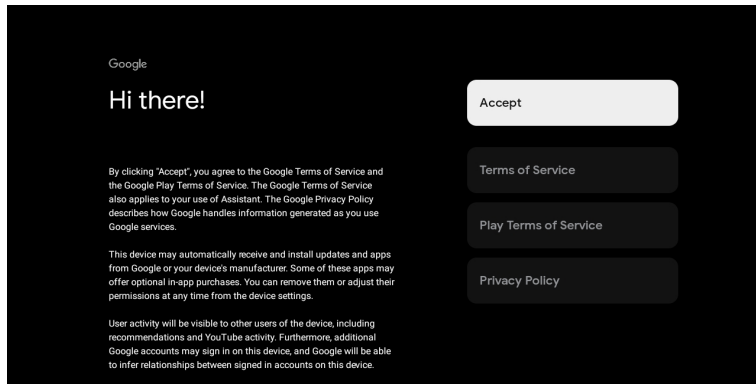 Google
Hi there!
By clicking "Accept", you agree to the Google Terms of Service and
the Google Play Terms of Service. The Google Terms of Service
also applies to your use of Assistant. The Google Privacy Policy
describes how Google handles information generated as you use
Google services.
This device may automatically receive and install updates and apps
from Google or your device's manufacturer. Some of these apps may
offer optional in-app purchases. You can remove them or adjust their
permissions at any time from the device settings.
User activity will be visible to other users of the device, including
recommendations and YouTube activity. Furthermore, additional
Google accounts may sign in on this device, and Google will be able
to infer relationships between signed in accounts on this device.
Accept
Terms of Service
Play Terms of Service
Privacy Policy